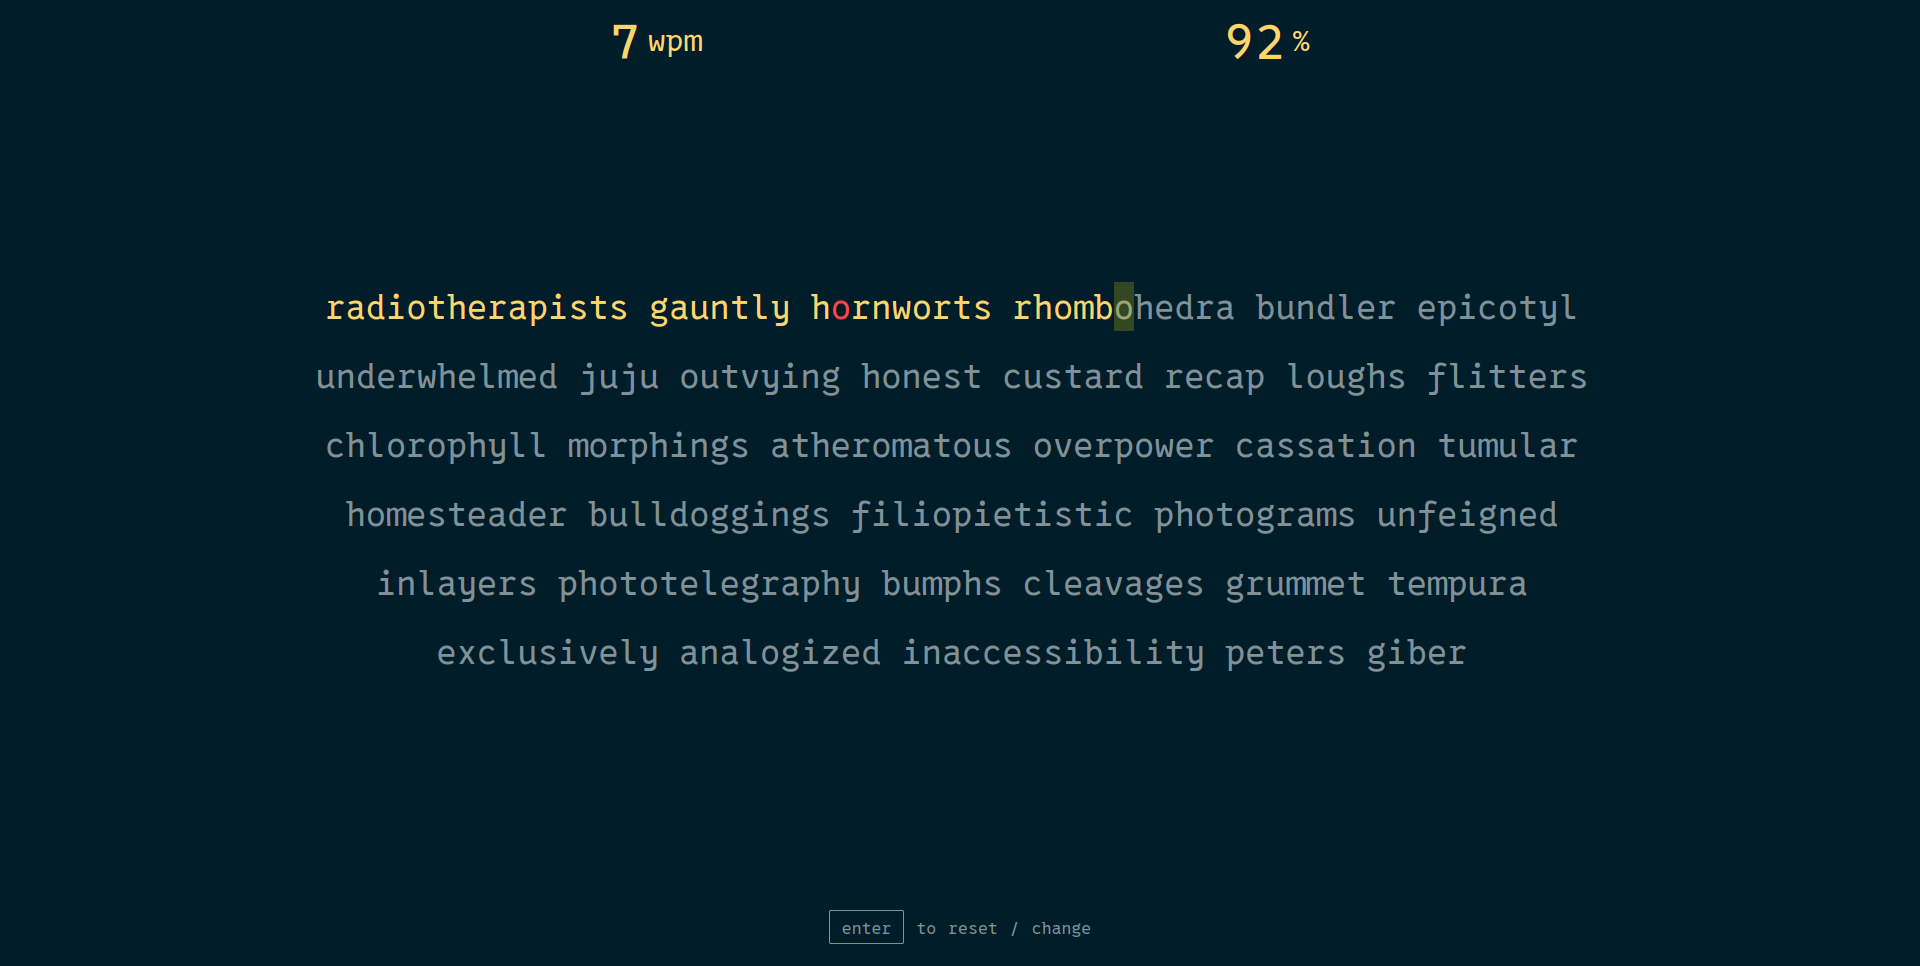 7 wpm 92 %
radiotherapists gauntly hornworts rhombohedra bundler epicotyl
underwhelmed juju outvying honest custard recap loughs flitters
chlorophyll morphings atheromatous overpower cassation tumular
homesteader bulldoggings filiopietistic photograms unfeigned
inlayers phototelegraphy bumphs cleavages grummet tempura
exclusively analogized inaccessibility peters giber
enter to reset / change